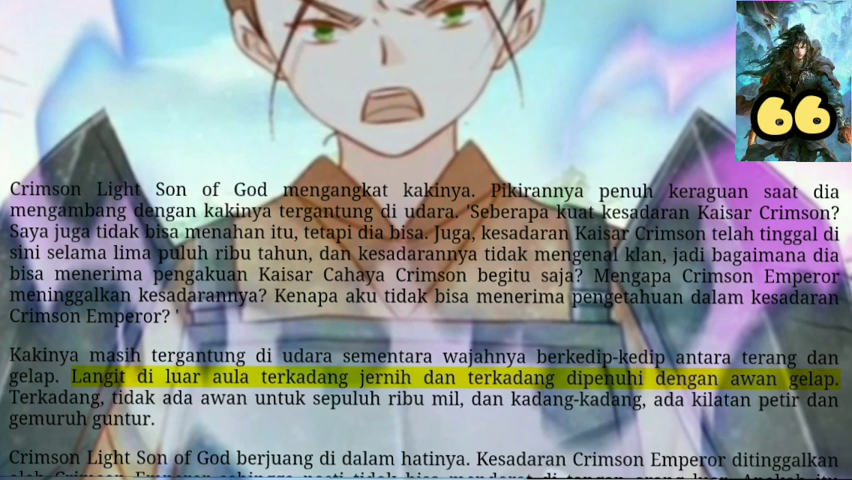 66
Crimson Light Son of God mengangkat kakinya. Pikirannya penuh keraguan saat dia
mengambang dengan kakinya tergantung di udara. 'Seberapa kuat kesadaran Kaisar Crimson?
Saya juga tidak bisa menahan itu, tetapi dia bisa. Juga, kesadaran Kaisar Crimson telah tinggal di
sini selama lima puluh ribu tahun, dan kesadarannya tidak mengenal klan, jadi bagaimana dia
bisa menerima pengakuan Kaisar Cahaya Crimson begitu saja? Mengapa Crimson Emperor
meninggalkan kesadarannya? Kenapa aku tidak bisa menerima pengetahuan dalam kesadaran
Crimson Emperor? '
Kakinya masih tergantung di udara sementara wajahnya berkedip-kedip antara terang dan
gelap. Langit di luar aula terkadang jernih dan terkadang dipenuhi dengan awan gelap.
Terkadang, tidak ada awan untuk sepuluh ribu mil, dan kadang-kadang, ada kilatan petir dan
gemuruh guntur.
Crimson Light Son of God berjuang di dalam hatinya. Kesadaran Crimson Emperor ditinggalkan